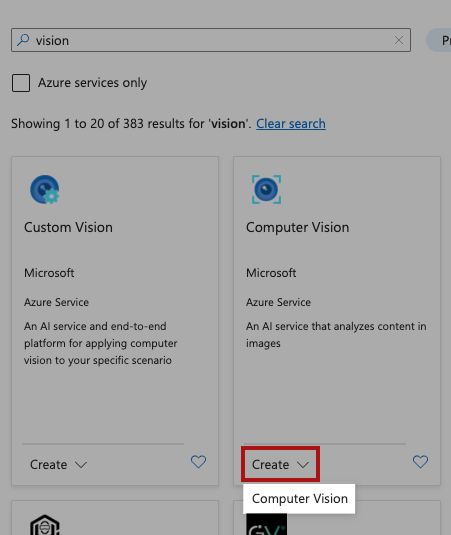 vision
Pr
Azure services only
Showing 1 to 20 of 383 results for 'vision'. Clear search
Custom Vision
Microsoft
Azure Service
An AI service and end-to-end
platform for applying computer
vision to your specific scenario
Create
Computer Vision
Microsoft
Azure Service
An AI service that analyzes content in
images
Create
Computer Vision